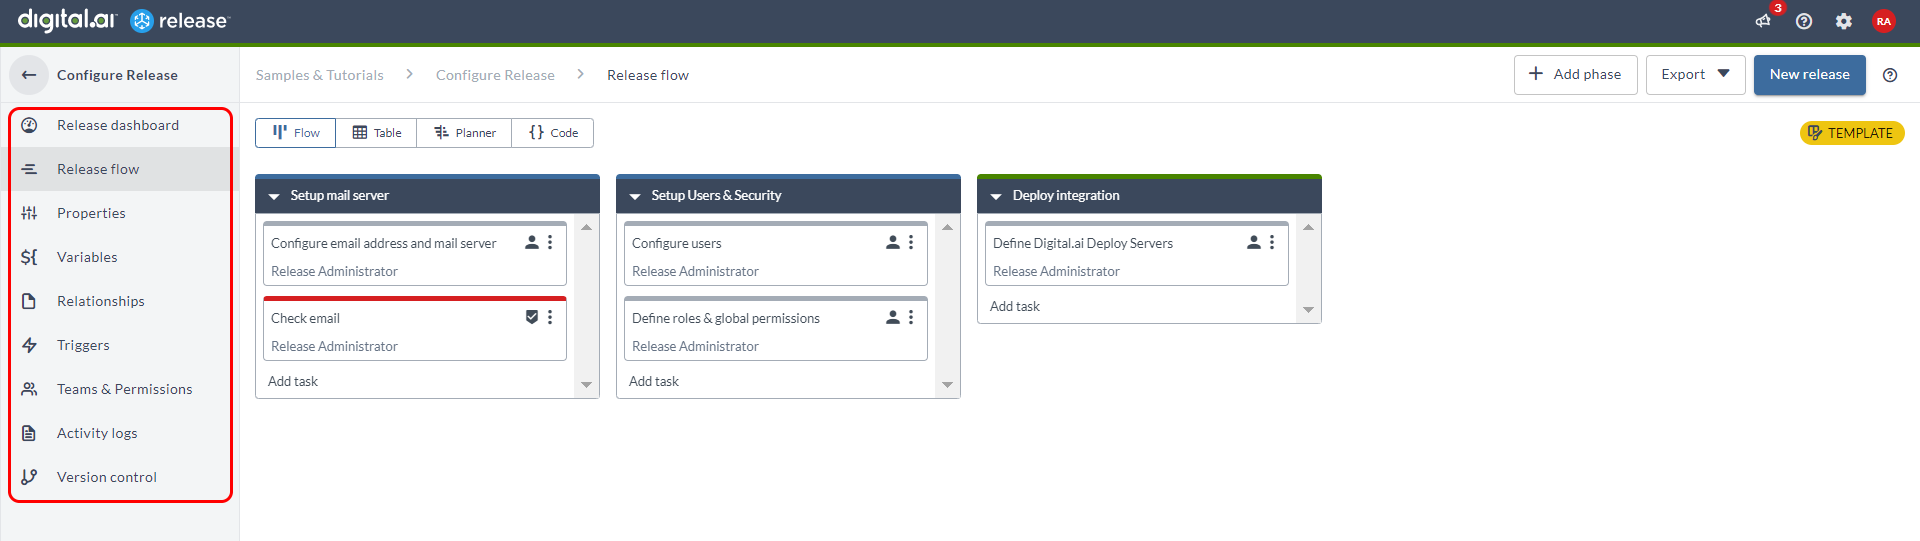 digital.ai release
3
RA
Configure Release
Samples & Tutorials > Configure Release > Release flow
Add phase
Export
New release
Release dashboard
Release flow
Properties
Variables
Relationships
Triggers
Teams & Permissions
Activity logs
Version control
Flow
Table
Planner
Code
TEMPLATE
Setup mail server
Configure email address and mail server
Release Administrator
Check email
Release Administrator
Add task
Setup Users & Security
Configure users
Release Administrator
Define roles & global permissions
Release Administrator
Add task
Deploy integration
Define Digital.ai Deploy Servers
Release Administrator
Add task